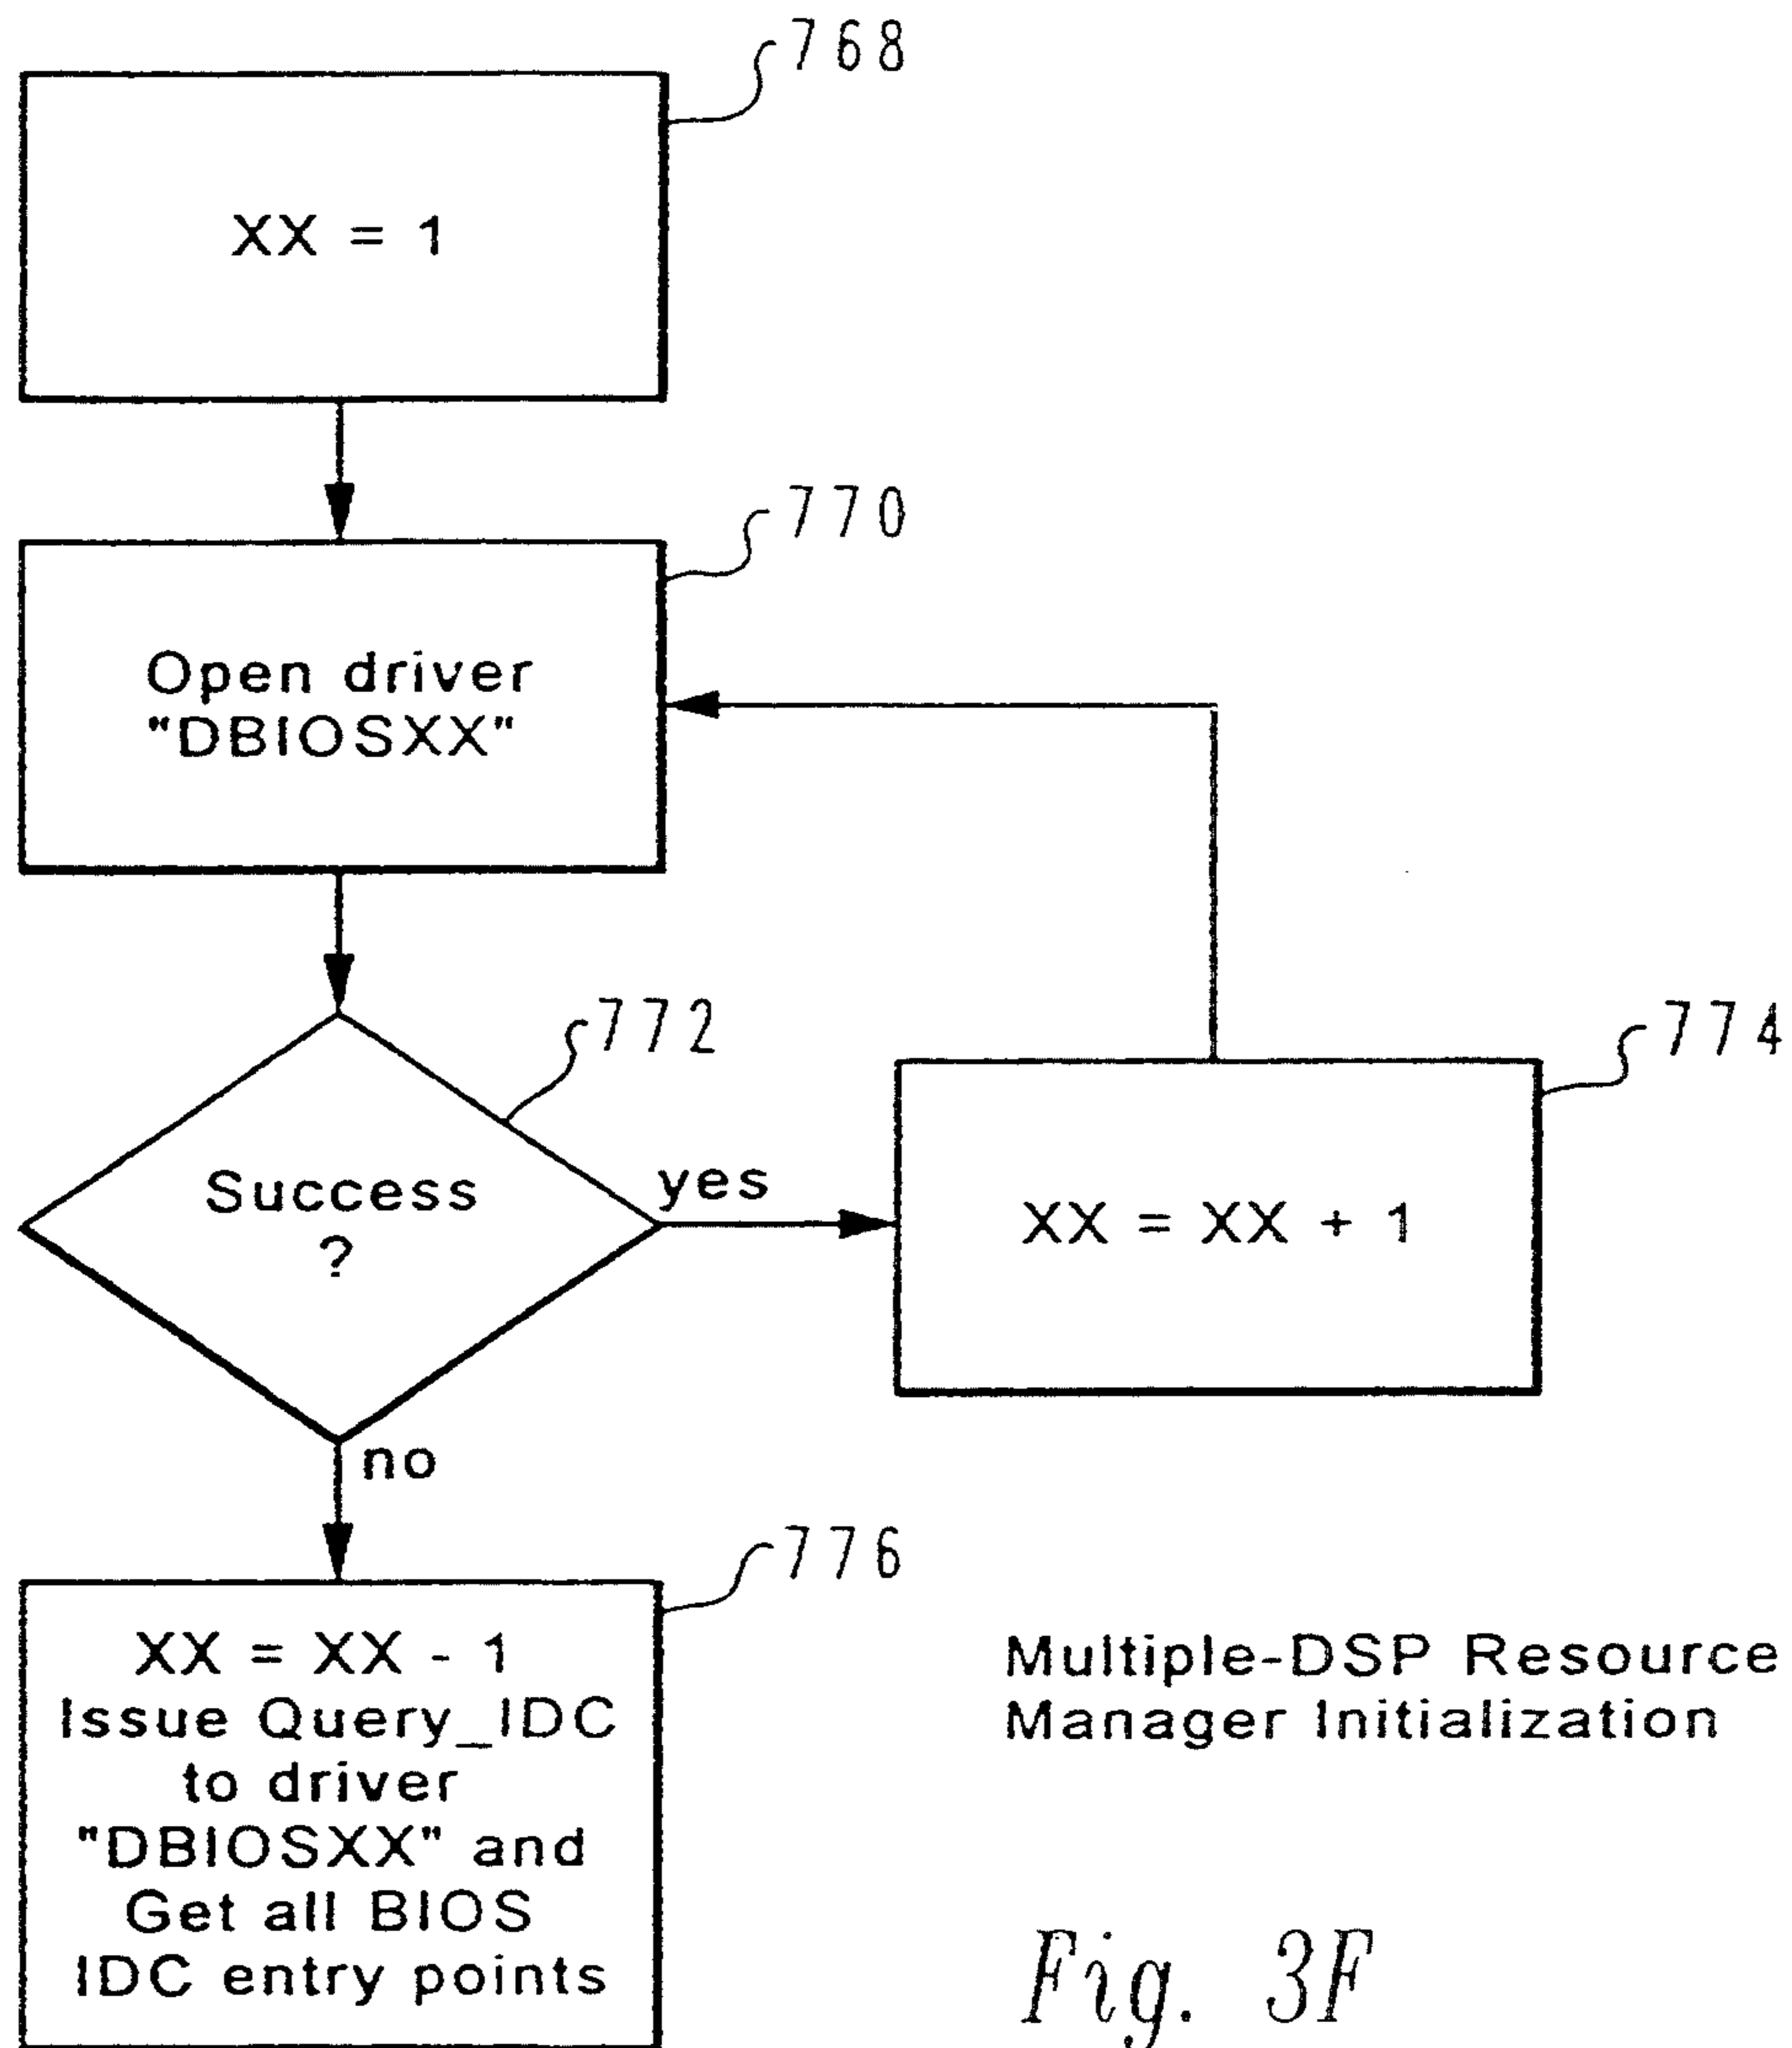 768
XX = 1
770
Open driver
"DBIOSXX"
772
Success
?
yes
774
XX = XX + 1
no
776
XX = XX - 1
Issue Query_IDC
to driver
"DBIOSXX" and
Get all BIOS
IDC entry points
Multiple-DSP Resource
Manager Initialization
Fig. 3F